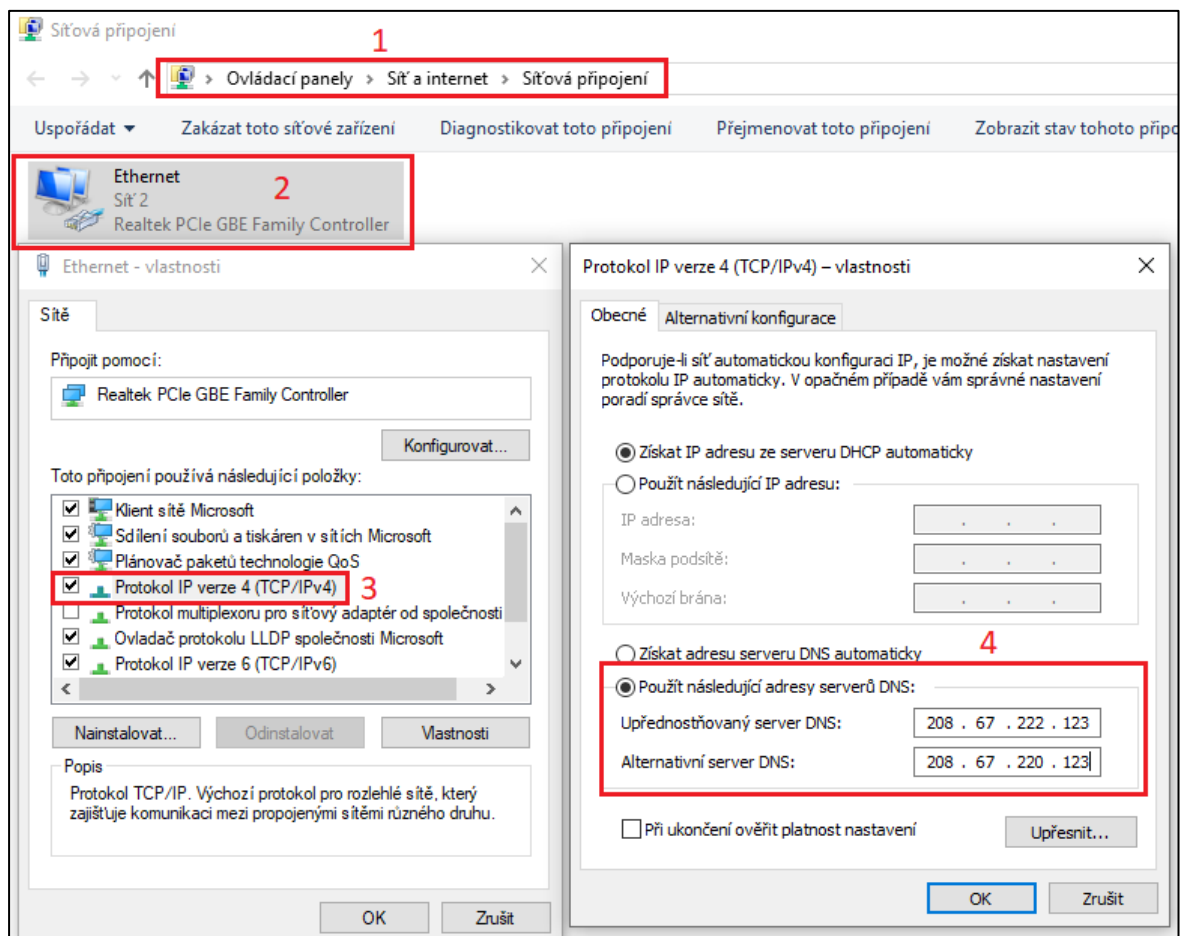 Síťová připojení
1
Ovládací panely > Síť a internet > Síťová připojení
Uspořádat Zakázat toto síťové zařízení Diagnostikovat toto připojení Přejmenovat toto připojení Zobrazit stav tohoto připo
Ethernet
Síť 2
Realtek PCIe GBE Family Controller
2
Ethernet - vlastnosti
Sítě
Připojit pomocí:
Realtek PCIe GBE Family Controller
Konfigurovat...
Toto připojení používá následující položky:
Klient sítě Microsoft
Sdílení souborů a tiskáren v sítích Microsoft
Plánovač paketů technologie QoS
Protokol IP verze 4 (TCP/IPv4)
3
Protokol multiplexoru pro síťový adaptér od společnosti
Ovladač protokolu LLDP společnosti Microsoft
Protokol IP verze 6 (TCP/IPv6)
Nainstalovat... Odinstalovat Vlastnosti
Popis
Protokol TCP/IP. Výchozí protokol pro rozlehlé sítě, který
zajišťuje komunikaci mezi propojenými sítěmi různého druhu.
OK Zrušit
Protokol IP verze 4 (TCP/IPv4) – vlastnosti
Obecné Alternativní konfigurace
Podporuje-li síť automatickou konfiguraci IP, je možné získat nastavení
protokolu IP automaticky. V opačném případě vám správné nastavení
poradí správce sítě.
Získat IP adresu ze serveru DHCP automaticky
Použít následující IP adresu:
IP adresa: . . .
Maska podsítě: . . .
Výchozí brána: . . .
Získat adresu serveru DNS automaticky
4
Použít následující adresy serverů DNS:
Upřednostňovaný server DNS: 208 . 67 . 222 . 123
Alternativní server DNS: 208 . 67 . 220 . 123
Při ukončení ověřit platnost nastavení
Upřesnit...
OK Zrušit